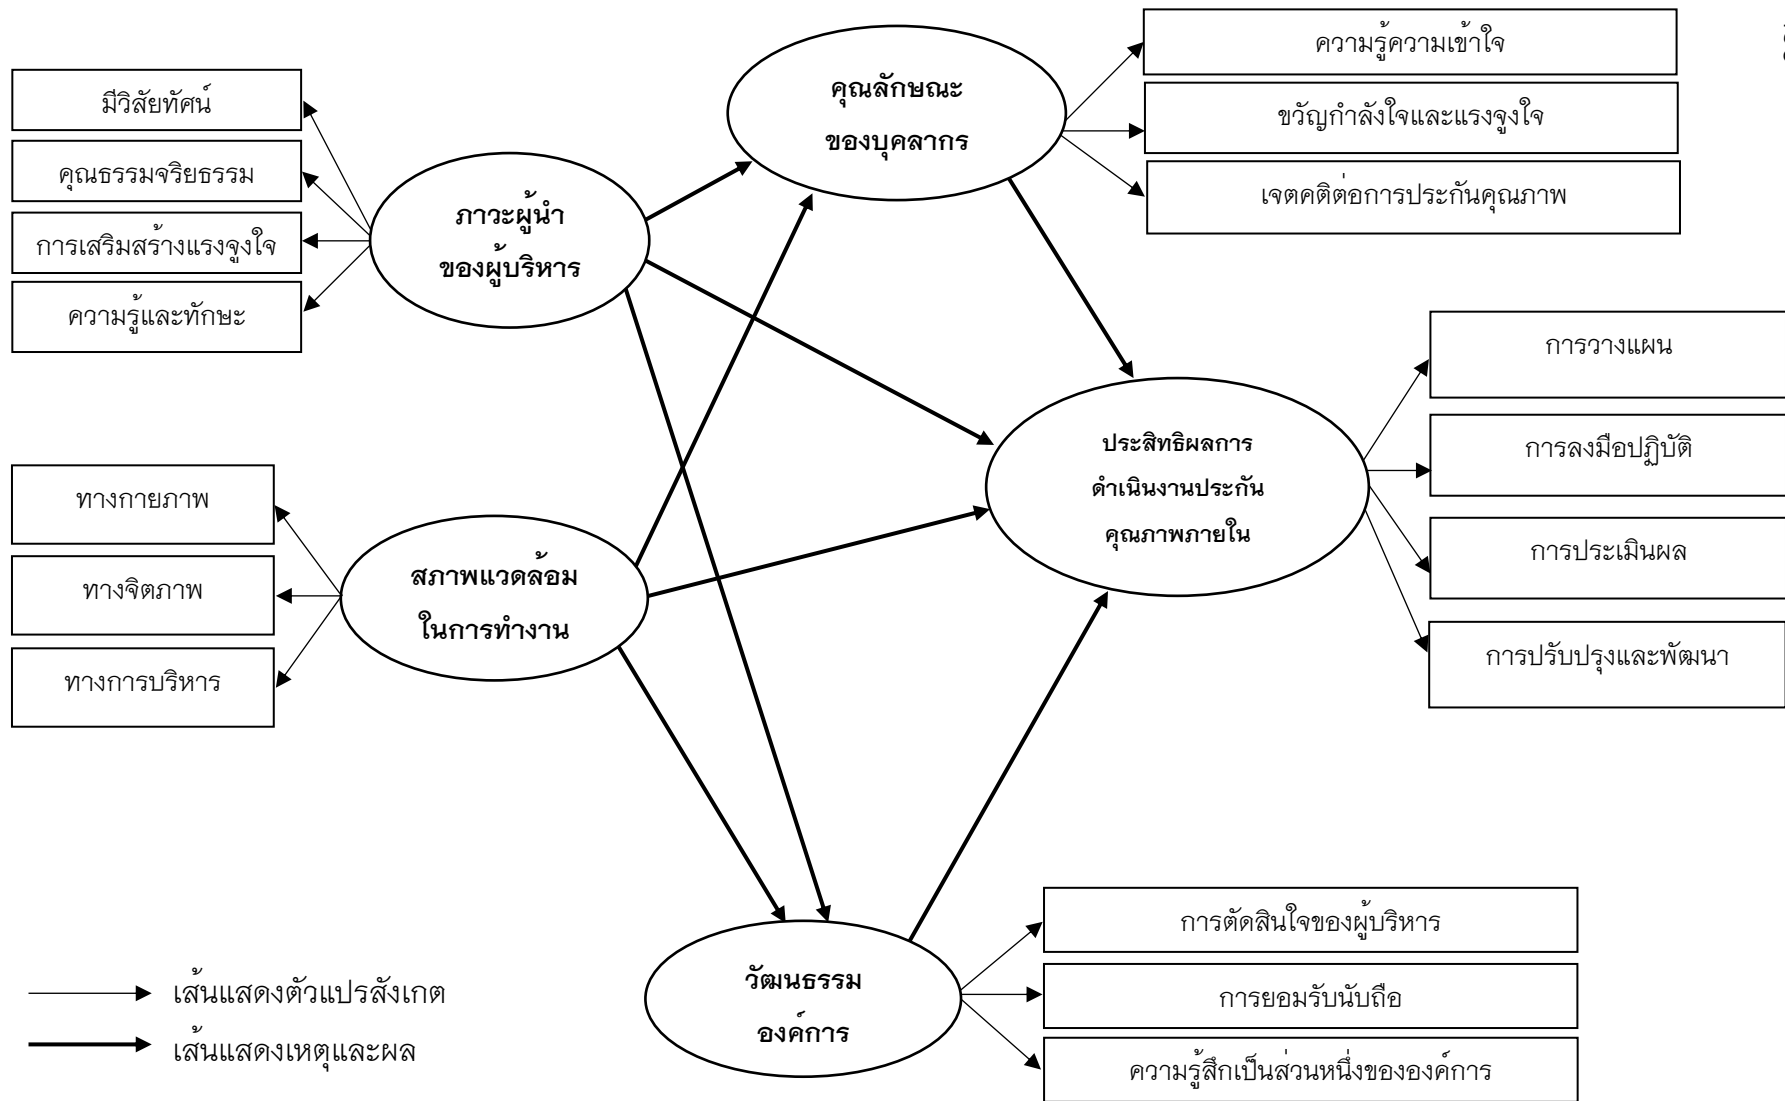 มีวิสัยทัศน์
คุณธรรมจริยธรรม
การเสริมสร้างแรงจูงใจ
ความรู้และทักษะ
ภาวะผู้นำ
ของผู้บริหาร
คุณลักษณะ
ของบุคลากร
ความรู้ความเข้าใจ
ขวัญกำลังใจและแรงจูงใจ
เจตคติต่อการประกันคุณภาพ
ทางกายภาพ
ทางจิตภาพ
ทางการบริหาร
สภาพแวดล้อม
ในการทำงาน
ประสิทธิผลการ
ดำเนินงานประกัน
คุณภาพภายใน
การวางแผน
การลงมือปฏิบัติ
การประเมินผล
การปรับปรุงและพัฒนา
วัฒนธรรม
องค์การ
การตัดสินใจของผู้บริหาร
การยอมรับนับถือ
ความรู้สึกเป็นส่วนหนึ่งขององค์การ
เส้นแสดงตัวแปรสังเกต
เส้นแสดงเหตุและผล